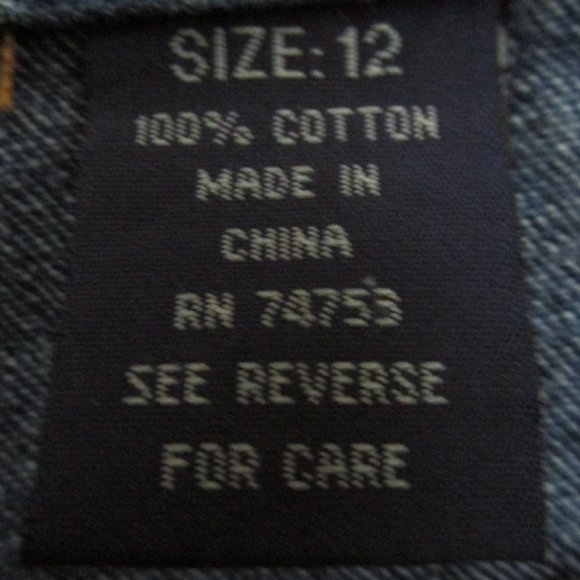 SIZE: 12
100% COTTON
MADE IN
CHINA
RN 74753
SEE REVERSE
FOR CARE